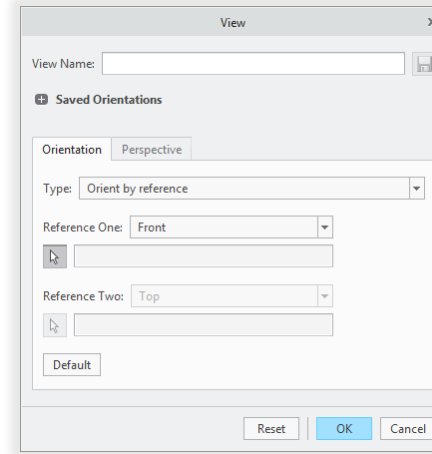 View
View Name:
Saved Orientations
Orientation Perspective
Type: Orient by reference
Reference One: Front
Reference Two: Top
Default
Reset OK Cancel